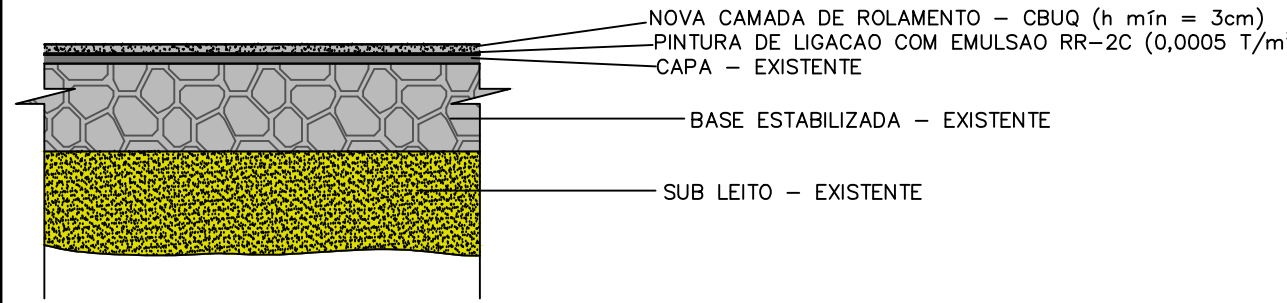 NOVA CAMADA DE ROLAMENTO – CBUQ (h mín = 3cm)
PINTURA DE LIGACAO COM EMULSAO RR–2C (0,0005 T/m
CAPA – EXISTENTE
BASE ESTABILIZADA – EXISTENTE
SUB LEITO – EXISTENTE